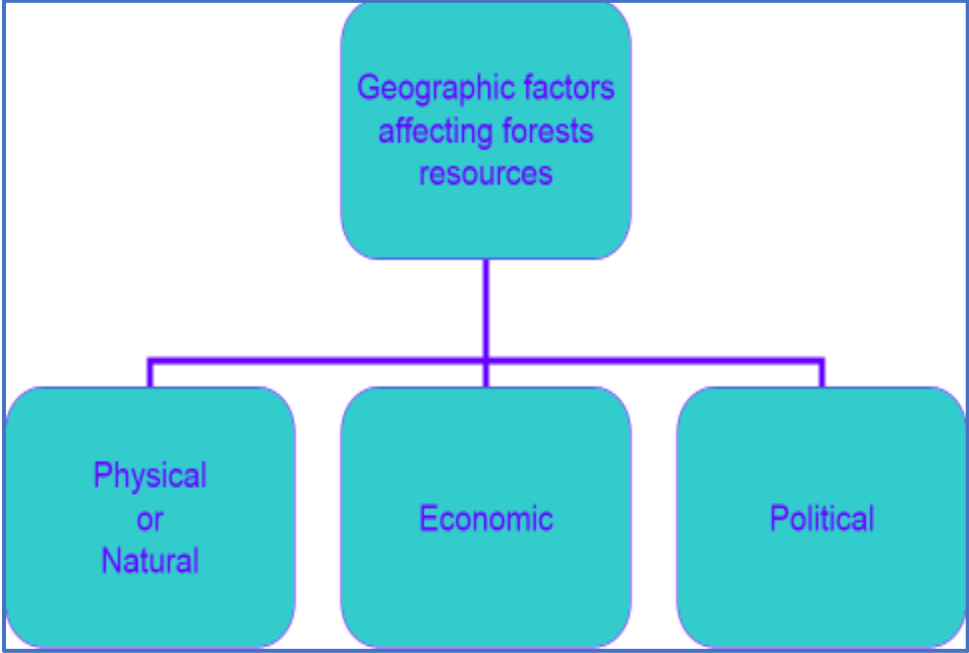 Geographic factors
affecting forests
resources
Physical
or
Natural
Economic
Political